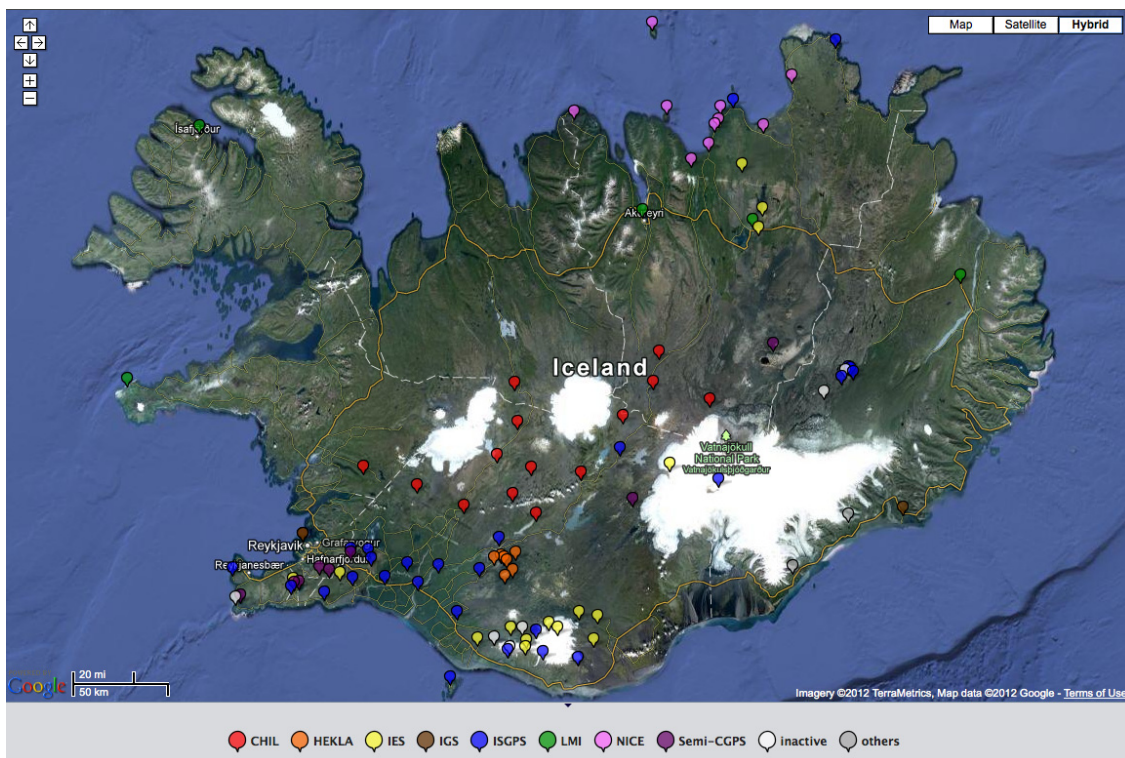 Map Satellite Hybrid
Ísafjörður
Akureyri
Iceland
Vatnajökull
National Park
Vatnajökulsþjóðgarður
Reykjavik
Grafarvogur
Hafnarfjörður
Reykjanesbær
20 mi
50 km
Google
Imagery ©2012 TerraMetrics, Map data ©2012 Google - Terms of Use
CHIL HEKLA IES IGS ISGPS LMI NICE Semi-CGPS inactive others